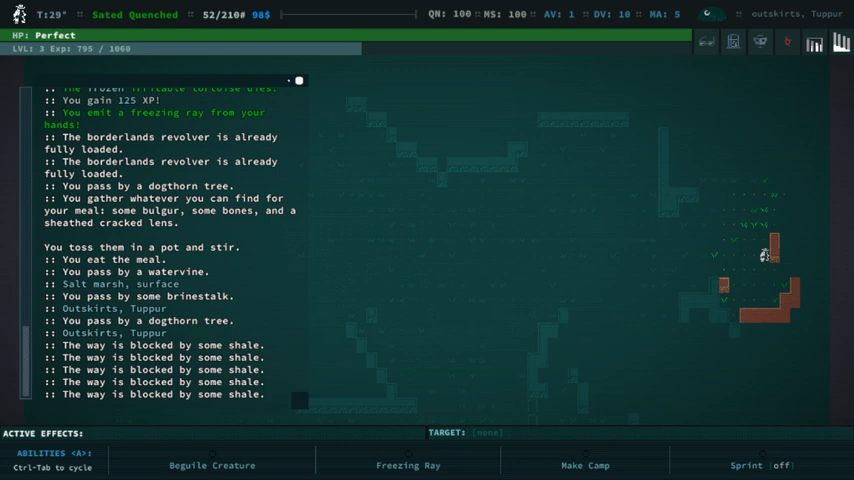 T:29° Sated Quenched 52/210# 98$ QN: 100 MS: 100 AV: 1 DV: 10 MA: 5 outskirts, Tuppur
HP: Perfect
LVL: 3 Exp: 795 / 1060
:: The frozen irritable tortoise dies!
:: You gain 125 XP!
:: You emit a freezing ray from your
hands!
:: The borderlands revolver is already
fully loaded.
:: The borderlands revolver is already
fully loaded.
:: You pass by a dogthorn tree.
:: You gather whatever you can find for
your meal: some bulgur, some bones, and a
sheathed cracked lens.
You toss them in a pot and stir.
:: You eat the meal.
:: You pass by a watervine.
:: Salt marsh, surface
:: You pass by some brinestalk.
:: Outskirts, Tuppur
:: You pass by a dogthorn tree.
:: Outskirts, Tuppur
:: The way is blocked by some shale.
:: The way is blocked by some shale.
:: The way is blocked by some shale.
:: The way is blocked by some shale.
:: The way is blocked by some shale.
ACTIVE EFFECTS: TARGET: [none]
ABILITIES <A>:
Ctrl-Tab to cycle
Beguile Creature Freezing Ray Make Camp Sprint [off]